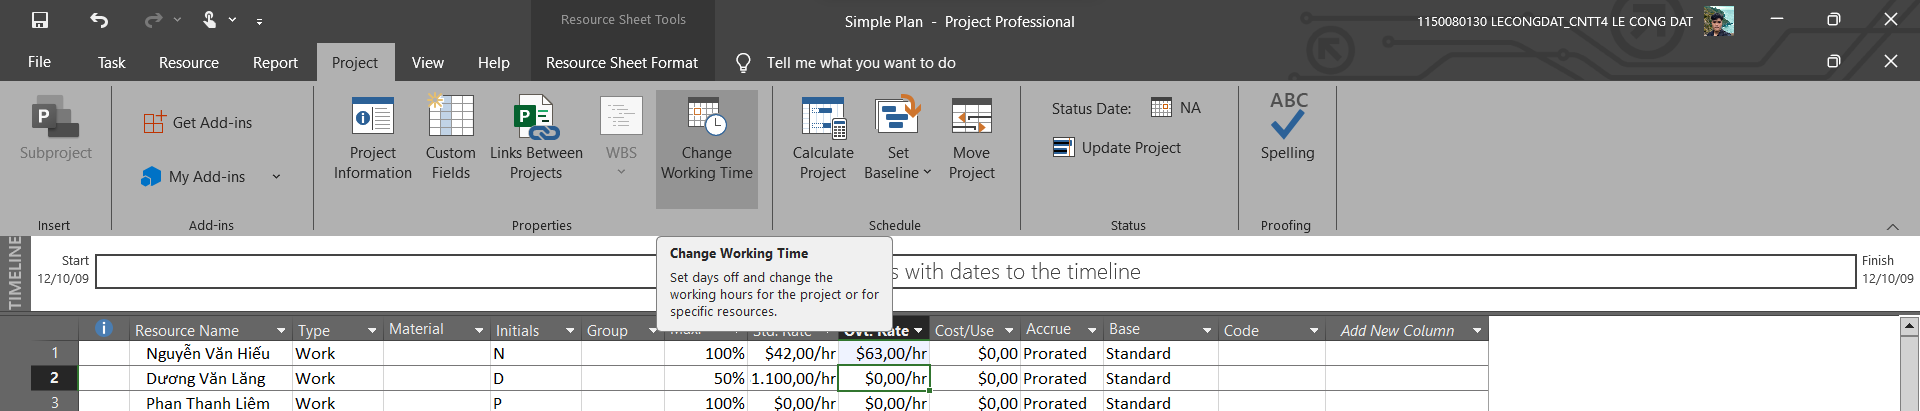 Resource Sheet Tools
Simple Plan - Project Professional
1150080130 LECONGDAT_CNTT4 LE CONG DAT
File Task Resource Report Project View Help Resource Sheet Format Tell me what you want to do
Subproject
Insert
Get Add-ins
My Add-ins
Add-ins
Project
Information
Custom
Fields
Links Between
Projects
WBS
Change
Working Time
Properties
Calculate
Project
Set
Baseline
Move
Project
Schedule
Status Date: NA
Update Project
Status
ABC
Spelling
Proofing
TIMELINE
Start
12/10/09
s with dates to the timeline
Finish
12/10/09
Change Working Time
Set days off and change the
working hours for the project or for
specific resources.
Resource Name Type Material Initials Group Max. Std. Rate Ovt. Rate Cost/Use Accrue Base Code Add New Column
1 Nguyễn Văn Hiếu Work N 100% $42,00/hr $63,00/hr $0,00 Prorated Standard
2 Dương Văn Lăng Work D 50% 1.100,00/hr $0,00/hr $0,00 Prorated Standard
3 Phan Thanh Liêm Work P 100% $0,00/hr $0,00/hr $0,00 Prorated Standard